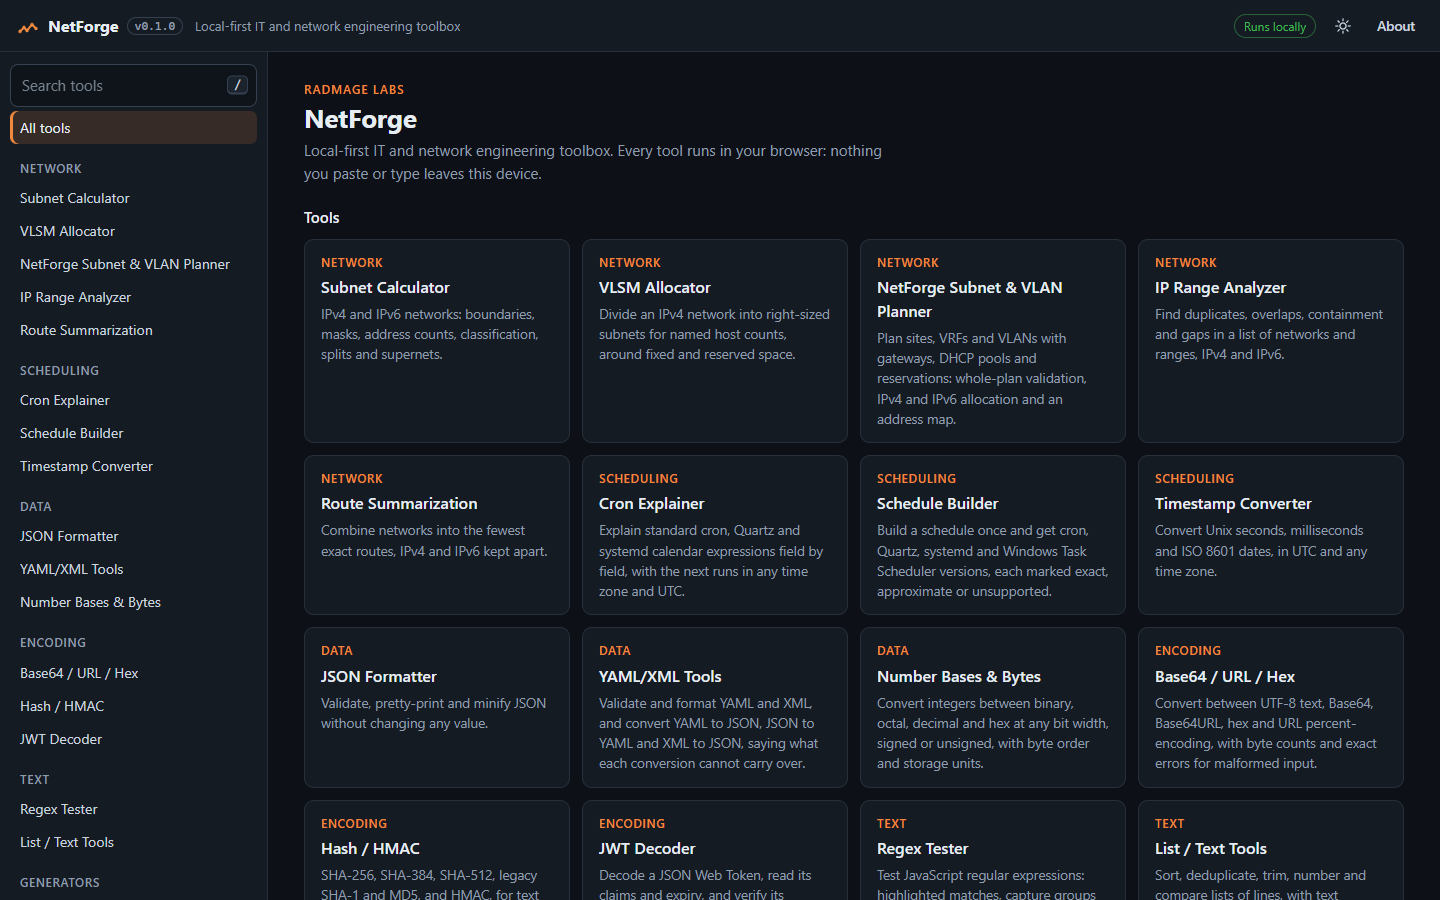 NetForge v0.1.0 Local-first IT and network engineering toolbox
Runs locally About
Search tools /
All tools
NETWORK
Subnet Calculator
VLSM Allocator
NetForge Subnet & VLAN Planner
IP Range Analyzer
Route Summarization
SCHEDULING
Cron Explainer
Schedule Builder
Timestamp Converter
DATA
JSON Formatter
YAML/XML Tools
Number Bases & Bytes
ENCODING
Base64 / URL / Hex
Hash / HMAC
JWT Decoder
TEXT
Regex Tester
List / Text Tools
GENERATORS
RADMAGE LABS
NetForge
Local-first IT and network engineering toolbox. Every tool runs in your browser: nothing
you paste or type leaves this device.
Tools
NETWORK
Subnet Calculator
IPv4 and IPv6 networks: boundaries,
masks, address counts, classification,
splits and supernets.
NETWORK
VLSM Allocator
Divide an IPv4 network into right-sized
subnets for named host counts,
around fixed and reserved space.
NETWORK
NetForge Subnet & VLAN
Planner
Plan sites, VRFs and VLANs with
gateways, DHCP pools and
reservations: whole-plan validation,
IPv4 and IPv6 allocation and an
address map.
NETWORK
IP Range Analyzer
Find duplicates, overlaps, containment
and gaps in a list of networks and
ranges, IPv4 and IPv6.
NETWORK
Route Summarization
Combine networks into the fewest
exact routes, IPv4 and IPv6 kept apart.
SCHEDULING
Cron Explainer
Explain standard cron, Quartz and
systemd calendar expressions field by
field, with the next runs in any time
zone and UTC.
SCHEDULING
Schedule Builder
Build a schedule once and get cron,
Quartz, systemd and Windows Task
Scheduler versions, each marked exact,
approximate or unsupported.
SCHEDULING
Timestamp Converter
Convert Unix seconds, milliseconds
and ISO 8601 dates, in UTC and any
time zone.
DATA
JSON Formatter
Validate, pretty-print and minify JSON
without changing any value.
DATA
YAML/XML Tools
Validate and format YAML and XML,
and convert YAML to JSON, JSON to
YAML and XML to JSON, saying what
each conversion cannot carry over.
DATA
Number Bases & Bytes
Convert integers between binary,
octal, decimal and hex at any bit width,
signed or unsigned, with byte order
and storage units.
ENCODING
Base64 / URL / Hex
Convert between UTF-8 text, Base64,
Base64URL, hex and URL percent-
encoding, with byte counts and exact
errors for malformed input.
ENCODING
Hash / HMAC
SHA-256, SHA-384, SHA-512, legacy
SHA-1 and MD5, and HMAC, for text
ENCODING
JWT Decoder
Decode a JSON Web Token, read its
claims and expiry, and verify its
TEXT
Regex Tester
Test JavaScript regular expressions:
highlighted matches, capture groups
TEXT
List / Text Tools
Sort, deduplicate, trim, number and
compare lists of lines, with text